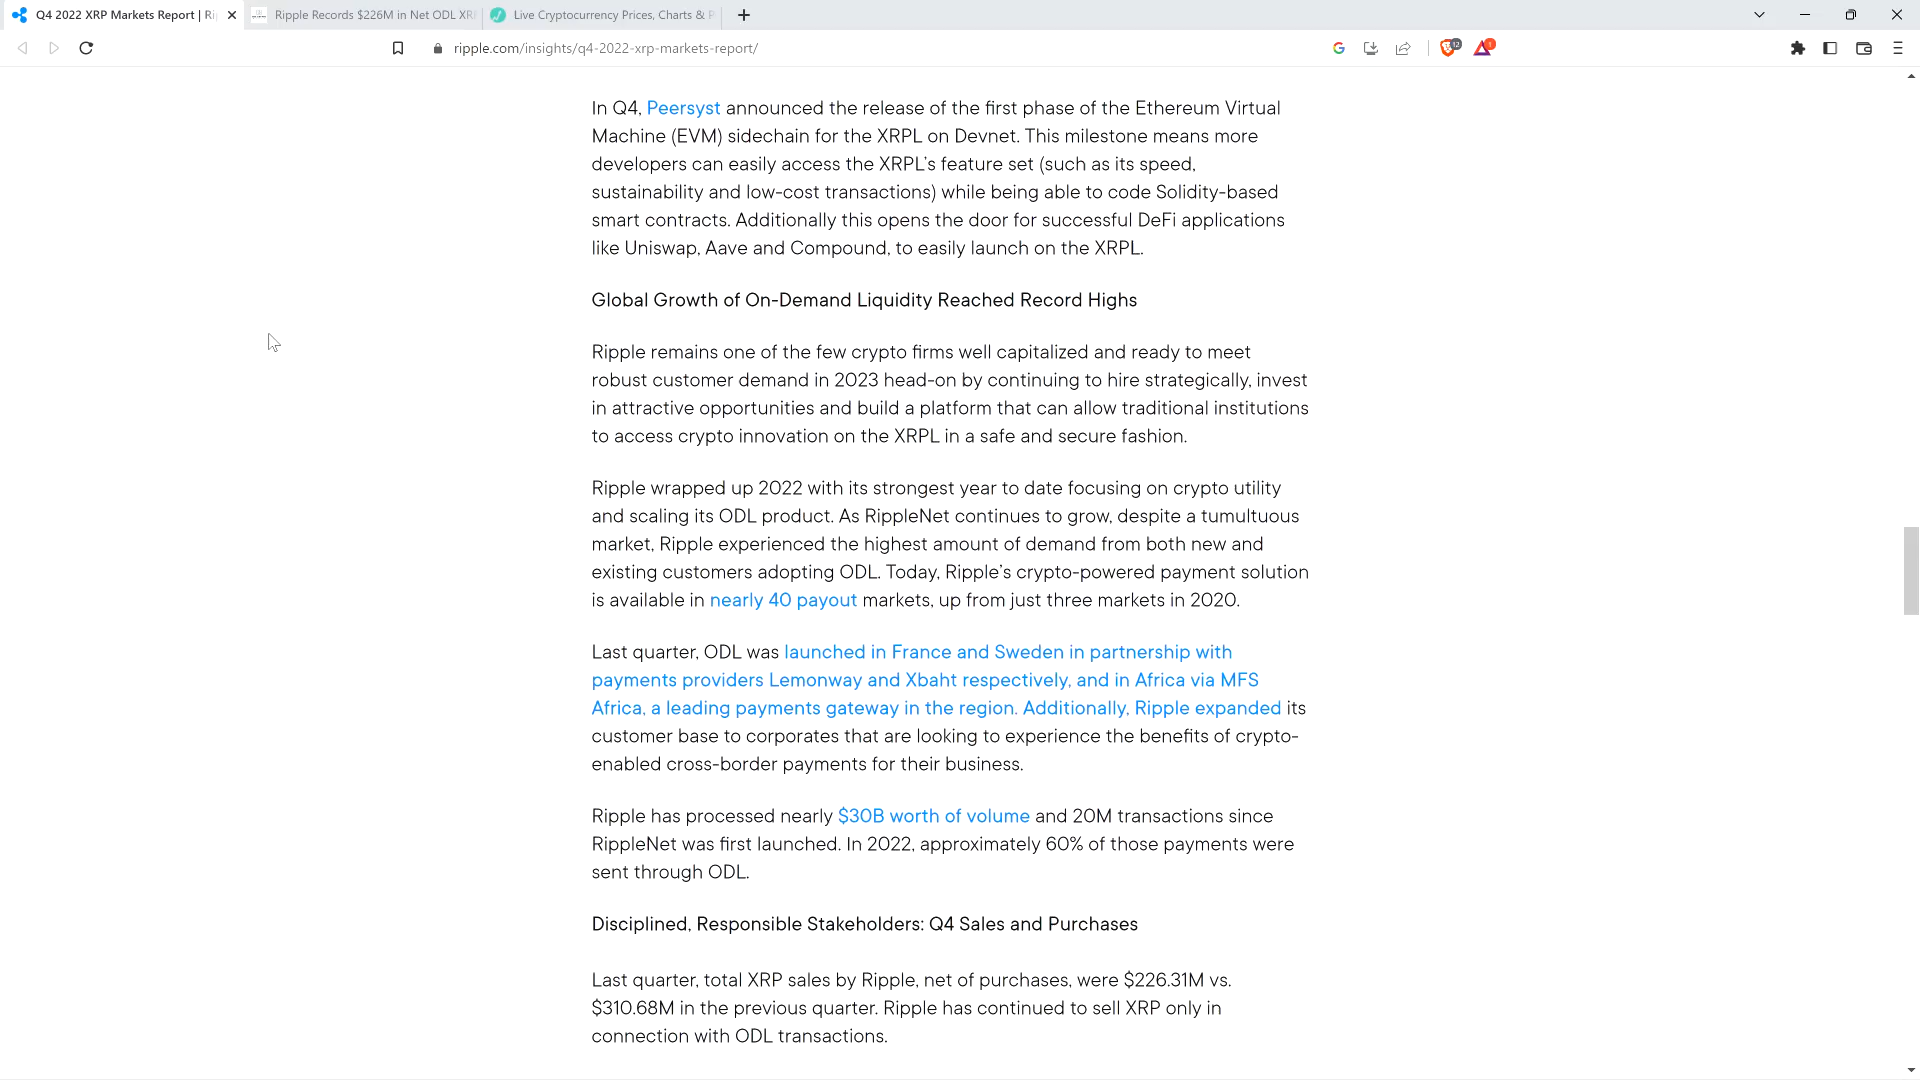 Q4 2022 XRP Markets Report | Ri
Ripple Records $226M in Net ODL XR
Live Cryptocurrency Prices, Charts & P
ripple.com/insights/q4-2022-xrp-markets-report/
12
1
In Q4, Peersyst announced the release of the first phase of the Ethereum Virtual
Machine (EVM) sidechain for the XRPL on Devnet. This milestone means more
developers can easily access the XRPL’s feature set (such as its speed,
sustainability and low-cost transactions) while being able to code Solidity-based
smart contracts. Additionally this opens the door for successful DeFi applications
like Uniswap, Aave and Compound, to easily launch on the XRPL.
Global Growth of On-Demand Liquidity Reached Record Highs
Ripple remains one of the few crypto firms well capitalized and ready to meet
robust customer demand in 2023 head-on by continuing to hire strategically, invest
in attractive opportunities and build a platform that can allow traditional institutions
to access crypto innovation on the XRPL in a safe and secure fashion.
Ripple wrapped up 2022 with its strongest year to date focusing on crypto utility
and scaling its ODL product. As RippleNet continues to grow, despite a tumultuous
market, Ripple experienced the highest amount of demand from both new and
existing customers adopting ODL. Today, Ripple’s crypto-powered payment solution
is available in nearly 40 payout markets, up from just three markets in 2020.
Last quarter, ODL was launched in France and Sweden in partnership with
payments providers Lemonway and Xbaht respectively, and in Africa via MFS
Africa, a leading payments gateway in the region. Additionally, Ripple expanded its
customer base to corporates that are looking to experience the benefits of crypto-
enabled cross-border payments for their business.
Ripple has processed nearly $30B worth of volume and 20M transactions since
RippleNet was first launched. In 2022, approximately 60% of those payments were
sent through ODL.
Disciplined, Responsible Stakeholders: Q4 Sales and Purchases
Last quarter, total XRP sales by Ripple, net of purchases, were $226.31M vs.
$310.68M in the previous quarter. Ripple has continued to sell XRP only in
connection with ODL transactions.